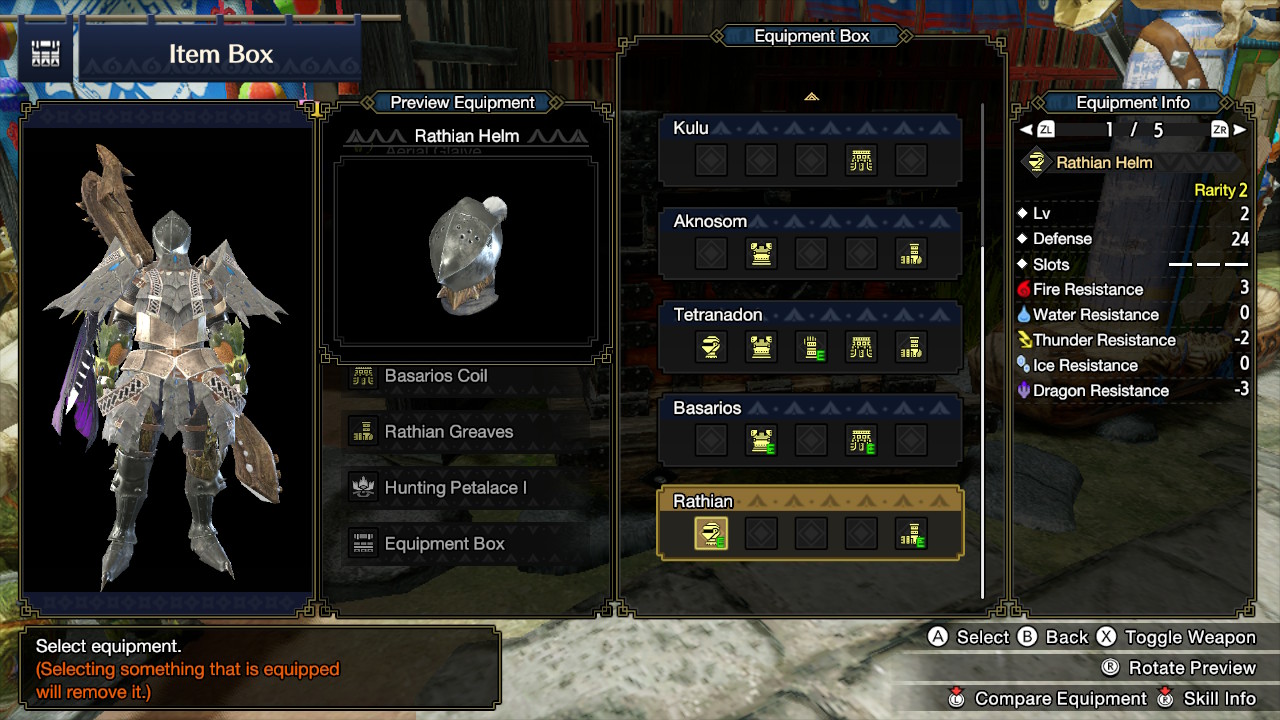 Item Box
Preview Equipment
Rathian Helm
Aerial Glaive
Basarios Coil
Rathian Greaves
Hunting Petalace I
Equipment Box
Equipment Box
Kulu
Aknosom
Tetranadon
E
Basarios
E
E
Rathian
E
E
Equipment Info
ZL 1 / 5 ZR
Rathian Helm
Rarity 2
Lv 2
Defense 24
Slots
Fire Resistance 3
Water Resistance 0
Thunder Resistance -2
Ice Resistance 0
Dragon Resistance -3
Select equipment.
(Selecting something that is equipped
will remove it.)
A Select B Back X Toggle Weapon
R Rotate Preview
L Compare Equipment R Skill Info